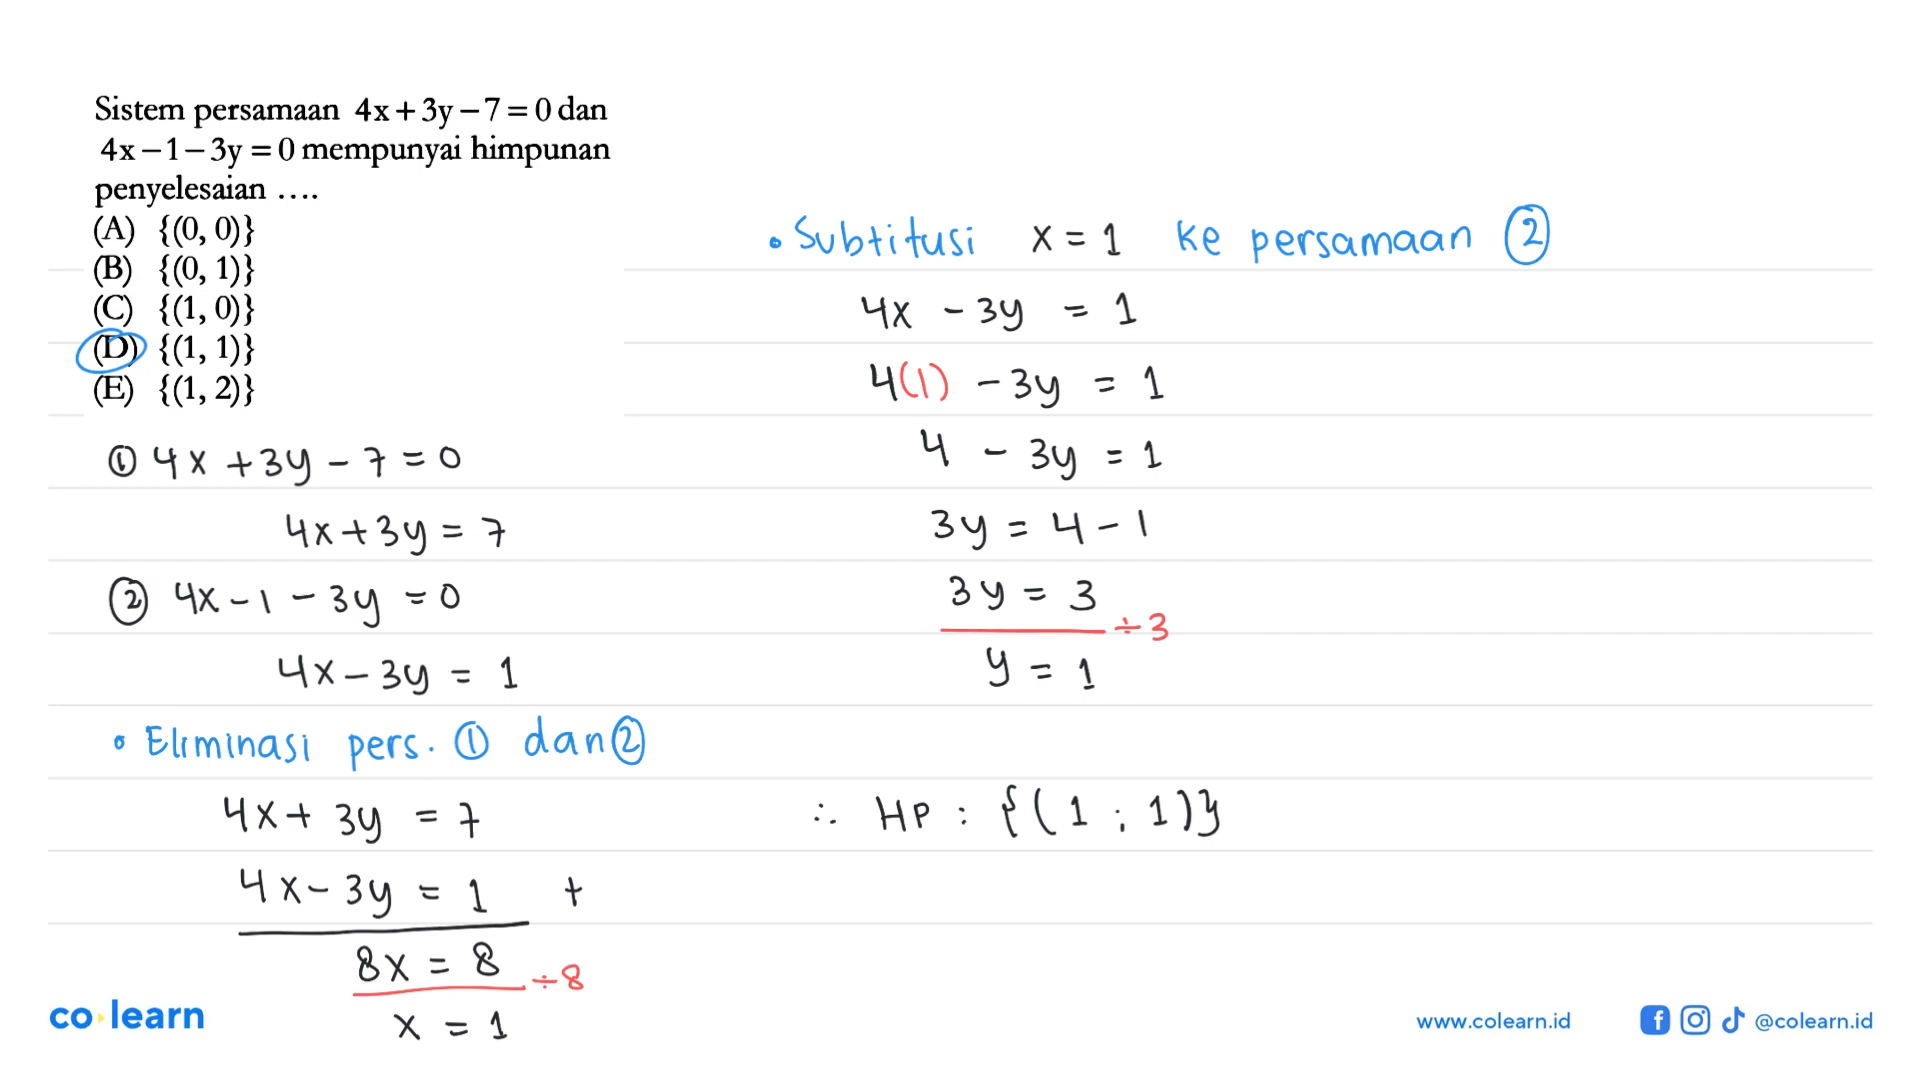 Sistem persamaan 4x+3y−7=0 dan
4x−1−3y=0 mempunyai himpunan
penyelesaian ....
(A) {(0, 0)}
(B) {(0, 1)}
(C) {(1, 0)}
(D) {(1, 1)}
(E) {(1, 2)}
① 4x+3y−7=0
4x+3y=7
② 4x−1−3y=0
4x−3y=1
• Eliminasi pers. ① dan②
4x+3y=7
4x−3y=1 +
8x=8 ÷8
x=1
• Subtitusi x=1 ke persamaan ②
4x−3y=1
4(1)−3y=1
4−3y=1
3y=4−1
3y=3 ÷3
y=1
∴ HP : {(1 ; 1)}
co learn
www.colearn.id
@colearn.id